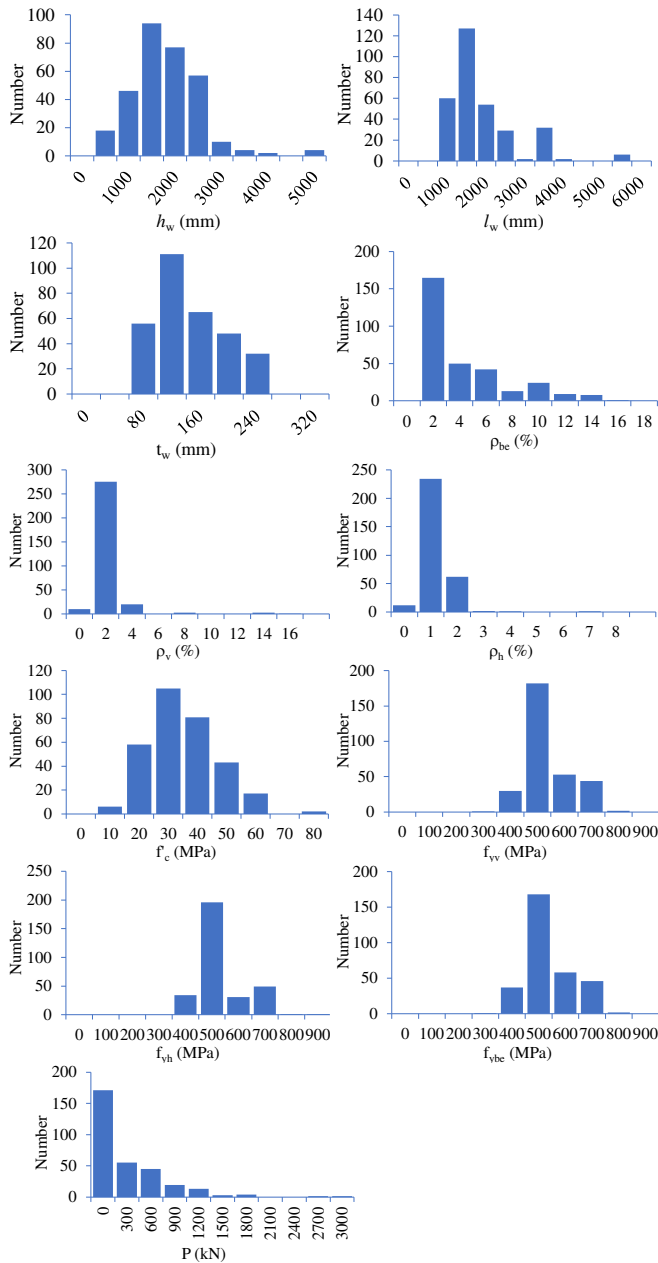 Number
100
80
60
40
20
0
0 1000 2000 3000 4000 5000
hw (mm)
Number
140
120
100
80
60
40
20
0
0 1000 2000 3000 4000 5000 6000
lw (mm)
Number
120
100
80
60
40
20
0
0 80 160 240 320
tw (mm)
Number
200
150
100
50
0
0 2 4 6 8 10 12 14 16 18
ρbe (%)
Number
300
250
200
150
100
50
0
0 2 4 6 8 10 12 14 16
ρv (%)
Number
250
200
150
100
50
0
0 1 2 3 4 5 6 7 8
ρh (%)
Number
120
100
80
60
40
20
0
0 10 20 30 40 50 60 70 80
f'c (MPa)
Number
200
150
100
50
0
0 100 200 300 400 500 600 700 800 900
fyv (MPa)
Number
250
200
150
100
50
0
0 100 200 300 400 500 600 700 800 900
fyh (MPa)
Number
200
150
100
50
0
0 100 200 300 400 500 600 700 800 900
fybe (MPa)
Number
200
150
100
50
0
0 300 600 900 1200 1500 1800 2100 2400 2700 3000
P (kN)